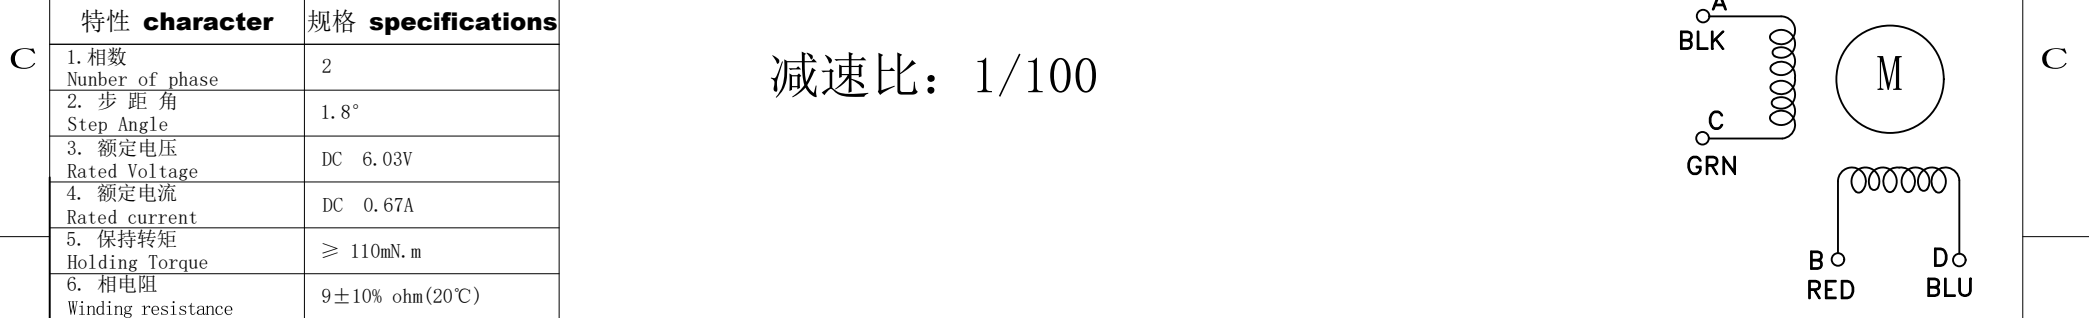 特性 character 规格 specifications
C
1.相数
Nunber of phase
2
2. 步 距 角
Step Angle
1.8°
3. 额定电压
Rated Voltage
DC 6.03V
4. 额定电流
Rated current
DC 0.67A
5. 保持转矩
Holding Torque
≥ 110mN.m
6. 相电阻
Winding resistance
9±10% ohm(20℃)
减速比：1/100
A
BLK
C
GRN
M
B
RED
D
BLU
C